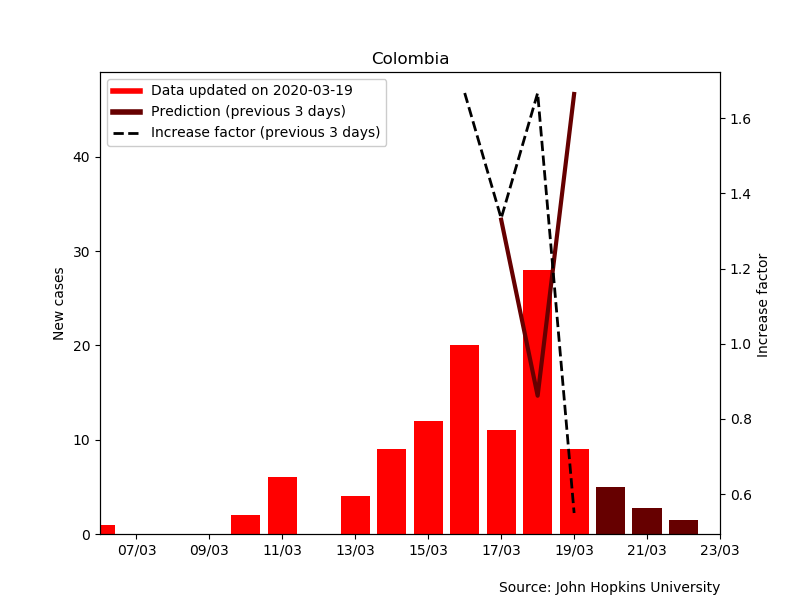 Colombia
Data updated on 2020-03-19
Prediction (previous 3 days)
Increase factor (previous 3 days)
New cases
0
10
20
30
40
Increase factor
0.6
0.8
1.0
1.2
1.4
1.6
07/03
09/03
11/03
13/03
15/03
17/03
19/03
21/03
23/03
Source: John Hopkins University